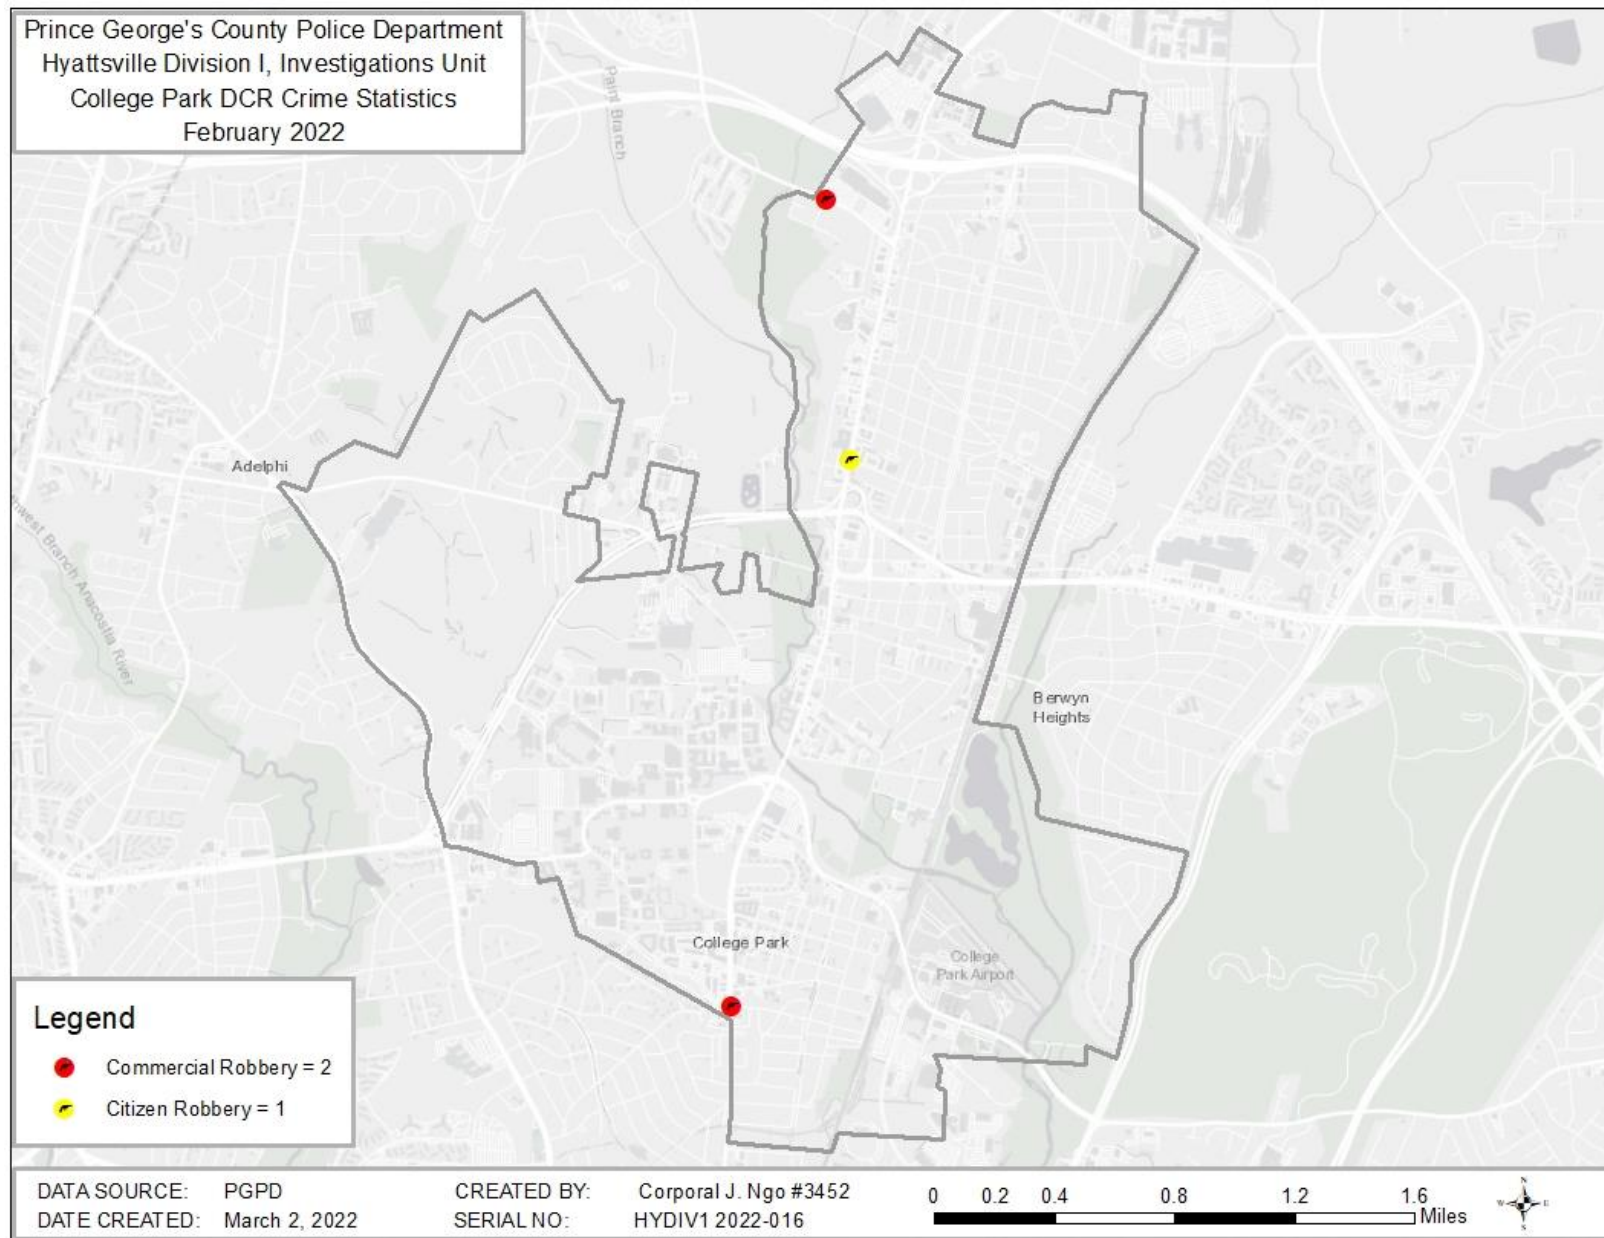 Prince George's County Police Department
Hyattsville Division I, Investigations Unit
College Park DCR Crime Statistics
February 2022
Paint Branch
Adelphi
Branch Anacostia River
Berwyn
Heights
College Park
College
Park Airport
Legend
Commercial Robbery = 2
Citizen Robbery = 1
DATA SOURCE: PGPD
DATE CREATED: March 2, 2022
CREATED BY: Corporal J. Ngo #3452
SERIAL NO: HYDIV1 2022-016
0 0.2 0.4 0.8 1.2 1.6
Miles
N
W E
S